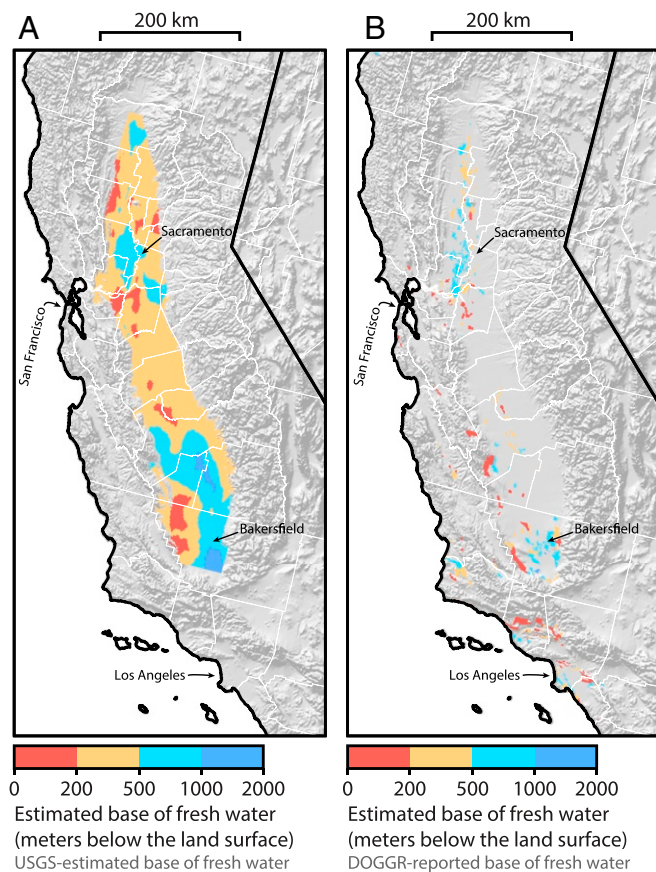 A
200 km
Sacramento
San Francisco
Bakersfield
Los Angeles
0 200 500 1000 2000
Estimated base of fresh water
(meters below the land surface)
USGS-estimated base of fresh water
B
200 km
Sacramento
San Francisco
Bakersfield
Los Angeles
0 200 500 1000 2000
Estimated base of fresh water
(meters below the land surface)
DOGGR-reported base of fresh water